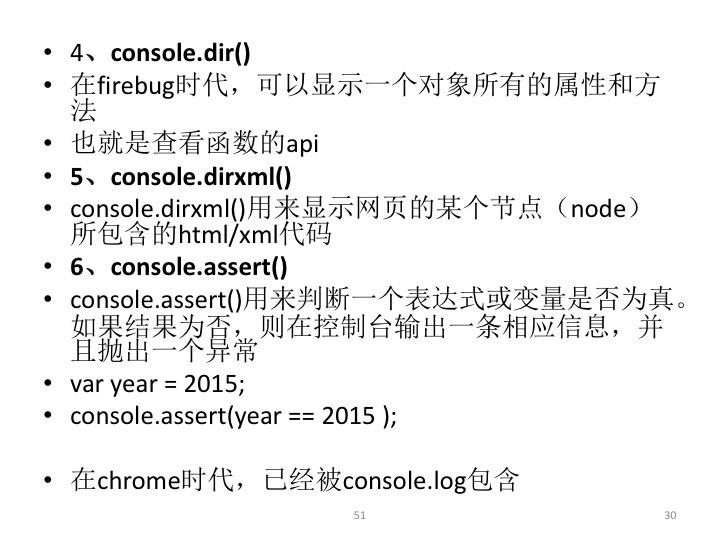 • 4、console.dir()
• 在firebug时代，可以显示一个对象所有的属性和方
法
• 也就是查看函数的api
• 5、console.dirxml()
• console.dirxml()用来显示网页的某个节点（node）
所包含的html/xml代码
• 6、console.assert()
• console.assert()用来判断一个表达式或变量是否为真。
如果结果为否，则在控制台输出一条相应信息，并
且抛出一个异常
• var year = 2015;
• console.assert(year == 2015 );
• 在chrome时代，已经被console.log包含
51
30